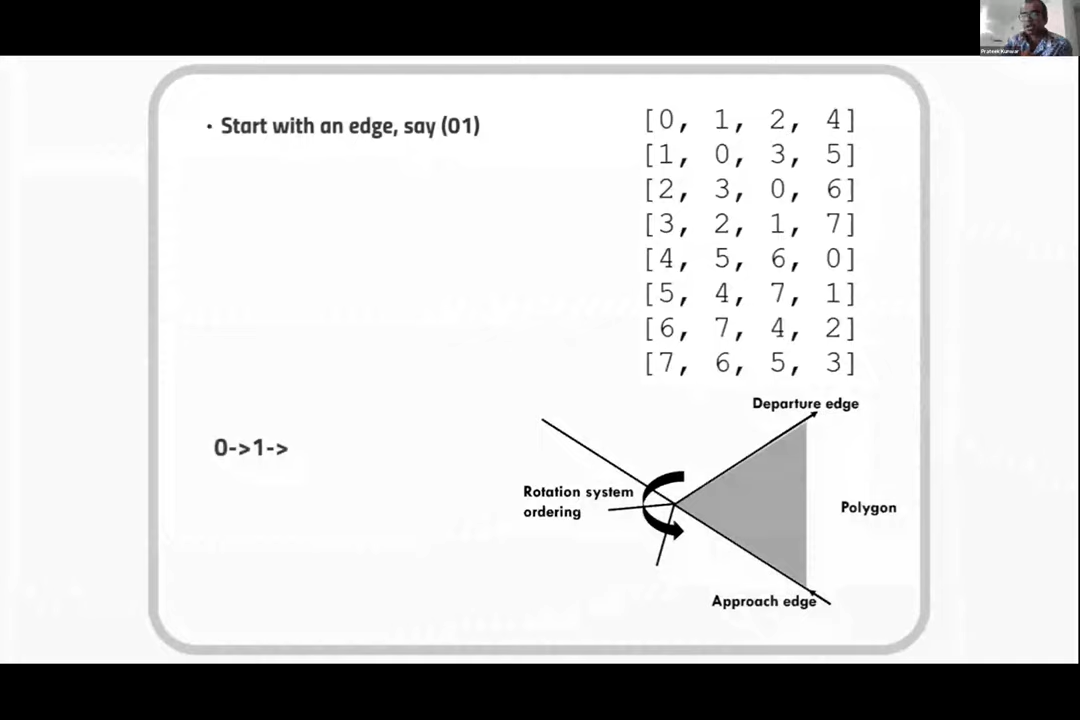 Prateek Kunwar
• Start with an edge, say (01)
[0, 1, 2, 4]
[1, 0, 3, 5]
[2, 3, 0, 6]
[3, 2, 1, 7]
[4, 5, 6, 0]
[5, 4, 7, 1]
[6, 7, 4, 2]
[7, 6, 5, 3]
0->1->
Departure edge
Rotation system
ordering
Polygon
Approach edge